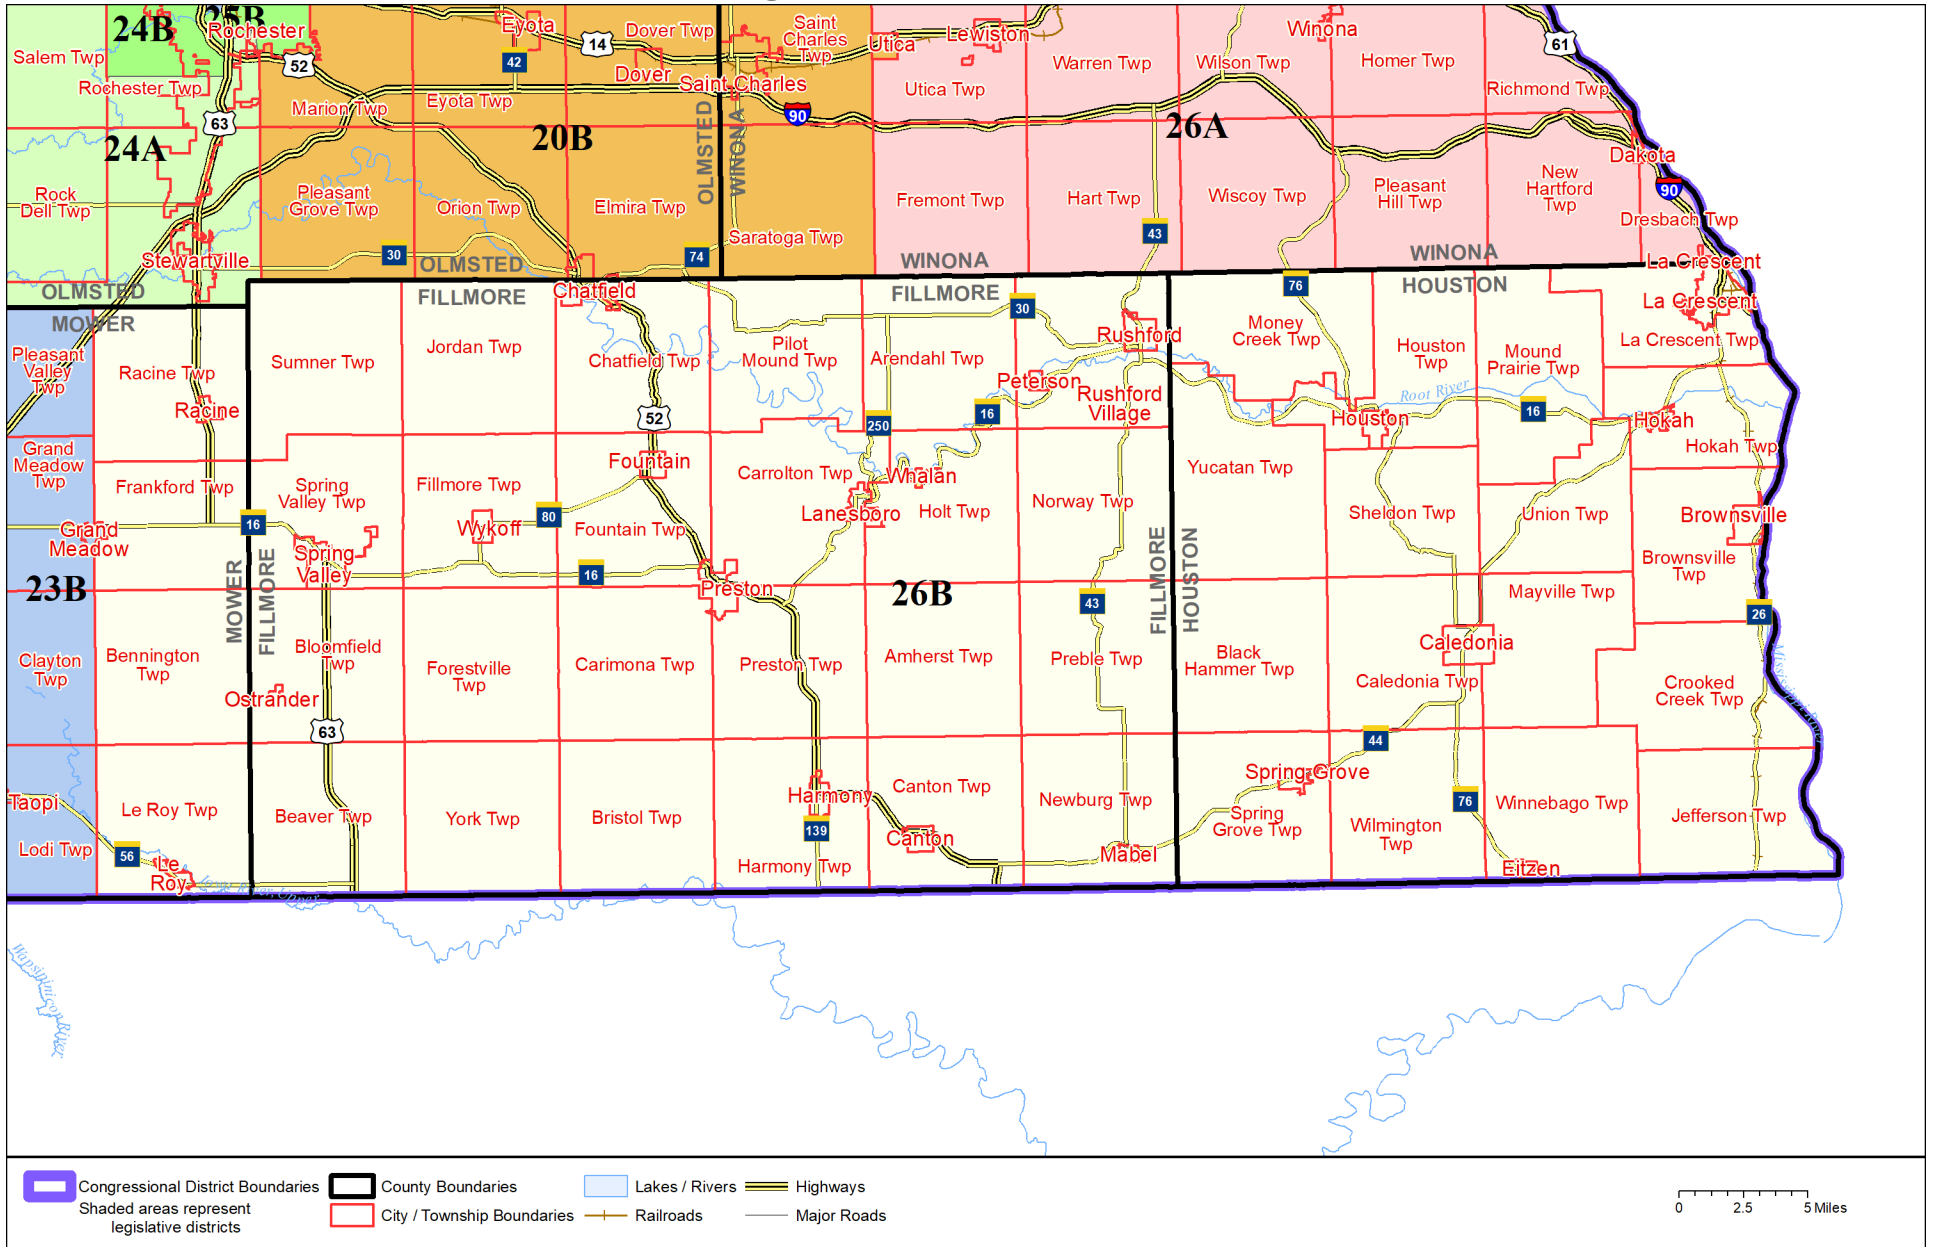 24B
25B
Rochester
Salem Twp
Rochester Twp
52
63
24A
Rock
Dell Twp
Stewartville
OLMSTED
MOWER
Eyota
14
42
Dover Twp
Dover
Marion Twp
Eyota Twp
20B
Pleasant
Grove Twp
Orion Twp
Elmira Twp
30
74
OLMSTED
FILLMORE
Chatfield
OLMSTED
WINONA
Saint
Charles
Twp
Saint Charles
90
Saratoga Twp
Utica
Lewiston
Utica Twp
Warren Twp
Wilson Twp
Winona
Homer Twp
61
Richmond Twp
26A
Dakota
90
Fremont Twp
Hart Twp
43
Wiscoy Twp
Pleasant
Hill Twp
New
Hartford
Twp
Dresbach Twp
WINONA
FILLMORE
WINONA
HOUSTON
La Crescent
La Crescent
La Crescent Twp
Pleasant
Valley
Twp
Racine Twp
Racine
Sumner Twp
Jordan Twp
Chatfield Twp
52
Pilot
Mound Twp
Arendahl Twp
30
Rushford
Peterson
Rushford
Village
16
250
76
Money
Creek Twp
Houston
Twp
Mound
Prairie Twp
Root River
Houston
16
Hokah
Hokah Twp
Grand
Meadow
Twp
Frankford Twp
16
Grand
Meadow
Spring
Valley Twp
Fillmore Twp
Fountain
Wykoff
80
Fountain Twp
Spring
Valley
16
Carrolton Twp
Whalan
Lanesboro
Holt Twp
Norway Twp
Yucatan Twp
Sheldon Twp
Union Twp
Brownsville
Brownsville
Twp
23B
MOWER
FILLMORE
Preston
26B
43
FILLMORE
HOUSTON
Mayville Twp
26
Clayton
Twp
Bennington
Twp
Bloomfield
Twp
Ostrander
63
Forestville
Twp
Carimona Twp
Preston Twp
Amherst Twp
Preble Twp
Black
Hammer Twp
Caledonia
Caledonia Twp
Crooked
Creek Twp
Mississippi River
44
Taopi
Lodi Twp
56
Le Roy Twp
Le
Roy
Iowa River, Upper
Beaver Twp
York Twp
Bristol Twp
Harmony
139
Harmony Twp
Canton Twp
Canton
Newburg Twp
Mabel
Spring Grove
Spring
Grove Twp
Wilmington
Twp
76
Winnebago Twp
Eitzen
Jefferson Twp
Wapsipinicon River
Congressional District Boundaries
Shaded areas represent
legislative districts
County Boundaries
City / Township Boundaries
Lakes / Rivers
Railroads
Highways
Major Roads
0 2.5 5 Miles